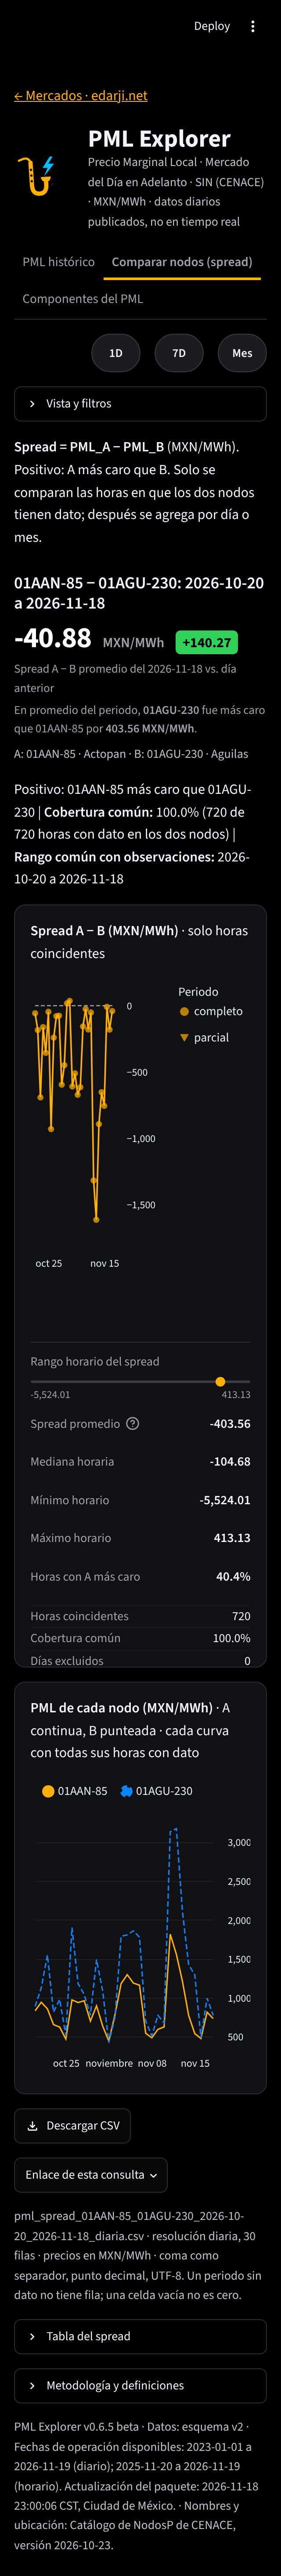 Deploy
← Mercados · edarji.net
PML Explorer
Precio Marginal Local · Mercado
del Día en Adelanto · SIN (CENACE)
· MXN/MWh · datos diarios
publicados, no en tiempo real
PML histórico
Comparar nodos (spread)
Componentes del PML
1D
7D
Mes
Vista y filtros
Spread = PML_A − PML_B (MXN/MWh).
Positivo: A más caro que B. Solo se
comparan las horas en que los dos nodos
tienen dato; después se agrega por día o
mes.
01AAN-85 − 01AGU-230: 2026-10-20
a 2026-11-18
-40.88 MXN/MWh +140.27
Spread A − B promedio del 2026-11-18 vs. día
anterior
En promedio del periodo, 01AGU-230 fue más caro
que 01AAN-85 por 403.56 MXN/MWh.
A: 01AAN-85 · Actopan · B: 01AGU-230 · Aguilas
Positivo: 01AAN-85 más caro que 01AGU-
230 | Cobertura común: 100.0% (720 de
720 horas con dato en los dos nodos) |
Rango común con observaciones: 2026-
10-20 a 2026-11-18
Spread A − B (MXN/MWh) · solo horas
coincidentes
Periodo
completo
parcial
0
−500
−1,000
−1,500
oct 25
nov 15
Rango horario del spread
-5,524.01
413.13
Spread promedio -403.56
Mediana horaria -104.68
Mínimo horario -5,524.01
Máximo horario 413.13
Horas con A más caro 40.4%
Horas coincidentes 720
Cobertura común 100.0%
Días excluidos 0
PML de cada nodo (MXN/MWh) · A
continua, B punteada · cada curva
con todas sus horas con dato
01AAN-85
01AGU-230
3,000
2,500
2,000
1,500
1,000
500
oct 25
noviembre
nov 08
nov 15
Descargar CSV
Enlace de esta consulta
pml_spread_01AAN-85_01AGU-230_2026-10-
20_2026-11-18_diaria.csv · resolución diaria, 30
filas · precios en MXN/MWh · coma como
separador, punto decimal, UTF-8. Un periodo sin
dato no tiene fila; una celda vacía no es cero.
Tabla del spread
Metodología y definiciones
PML Explorer v0.6.5 beta · Datos: esquema v2 ·
Fechas de operación disponibles: 2023-01-01 a
2026-11-19 (diario); 2025-11-20 a 2026-11-19
(horario). Actualización del paquete: 2026-11-18
23:00:06 CST, Ciudad de México. · Nombres y
ubicación: Catálogo de NodosP de CENACE,
versión 2026-10-23.